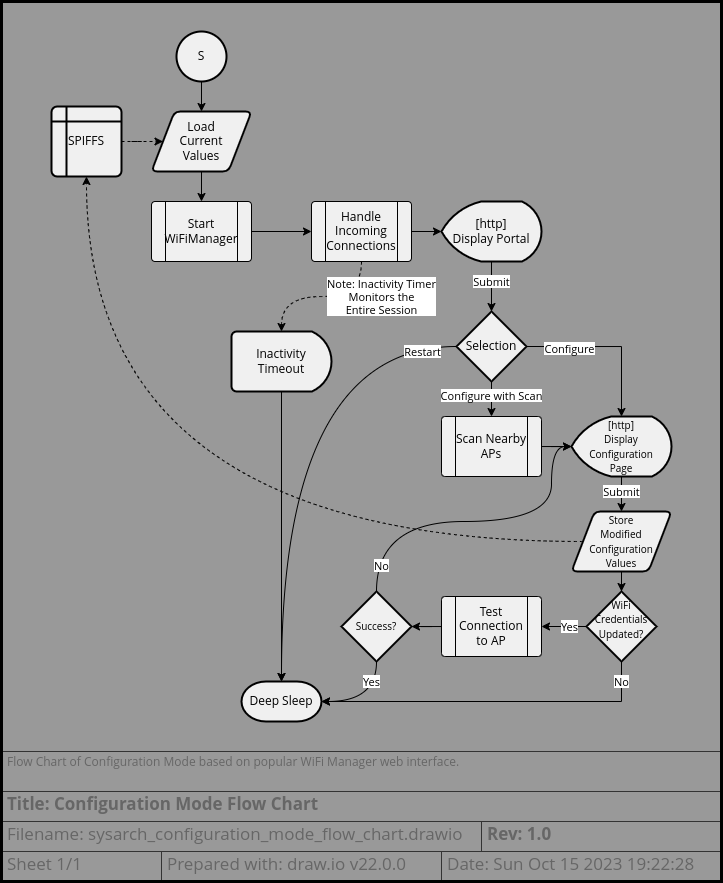 S
SPIFFS
Load
Current
Values
Start
WiFiManager
Handle
Incoming
Connections
[http]
Display Portal
Note: Inactivity Timer
Monitors the
Entire Session
Submit
Inactivity
Timeout
Restart
Selection
Configure
Configure with Scan
Scan Nearby
APs
[http]
Display
Configuration
Page
Submit
Store
Modified
Configuration
Values
No
Success?
Test
Connection
to AP
Yes
WiFi
Credentials
Updated?
Yes
No
Deep Sleep
Flow Chart of Configuration Mode based on popular WiFI Manager web interface.
Title: Configuration Mode Flow Chart
Filename: sysarch_configuration_mode_flow_chart.drawio
Rev: 1.0
Sheet 1/1
Prepared with: draw.io v22.0.0
Date: Sun Oct 15 2023 19:22:28